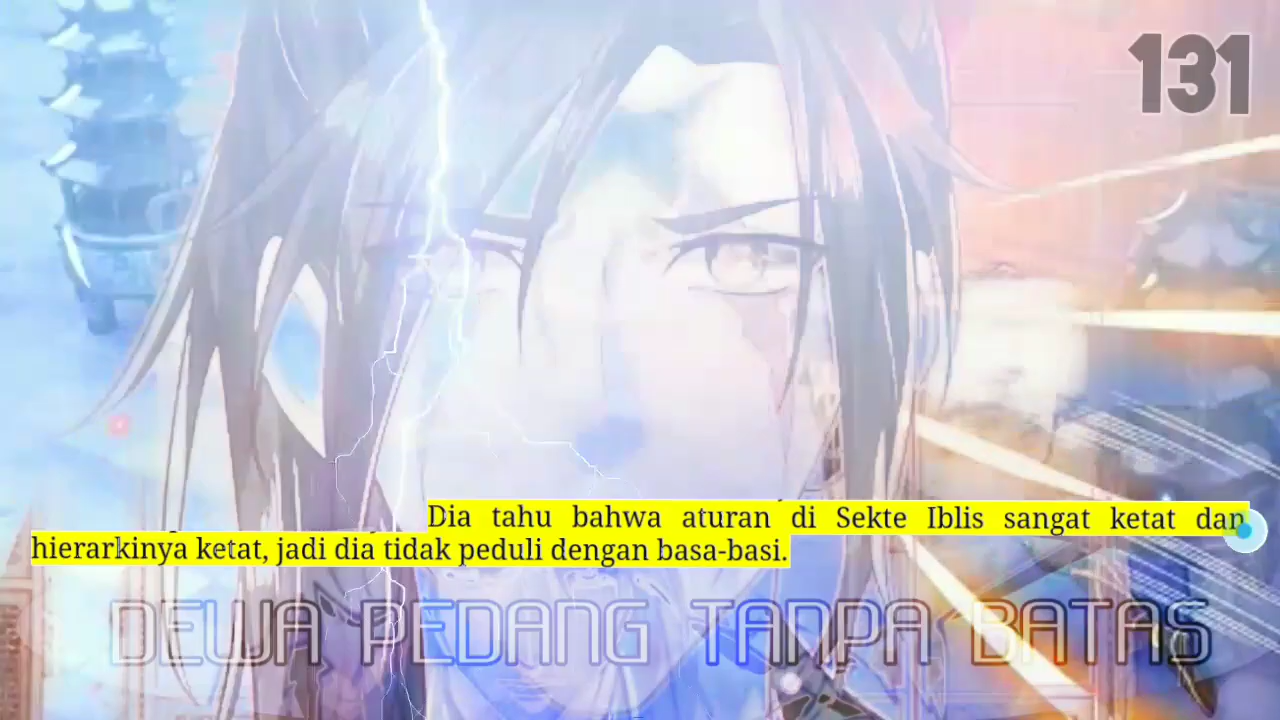 131
Dia tahu bahwa aturan di Sekte Iblis sangat ketat dan
hierarkinya ketat, jadi dia tidak peduli dengan basa-basi.
DEWA PEDANG TANPA BATAS